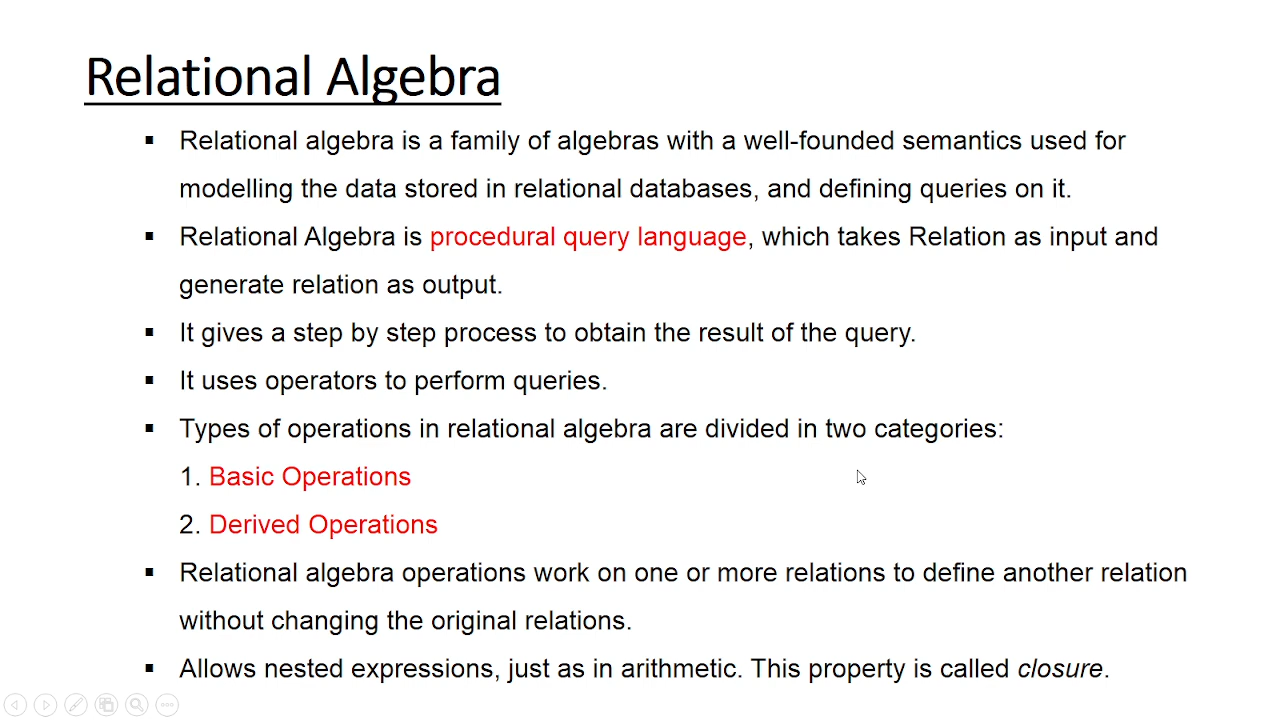 Relational Algebra
▪ Relational algebra is a family of algebras with a well-founded semantics used for
modelling the data stored in relational databases, and defining queries on it.
▪ Relational Algebra is procedural query language, which takes Relation as input and
generate relation as output.
▪ It gives a step by step process to obtain the result of the query.
▪ It uses operators to perform queries.
▪ Types of operations in relational algebra are divided in two categories:
1. Basic Operations
2. Derived Operations
▪ Relational algebra operations work on one or more relations to define another relation
without changing the original relations.
▪ Allows nested expressions, just as in arithmetic. This property is called closure.